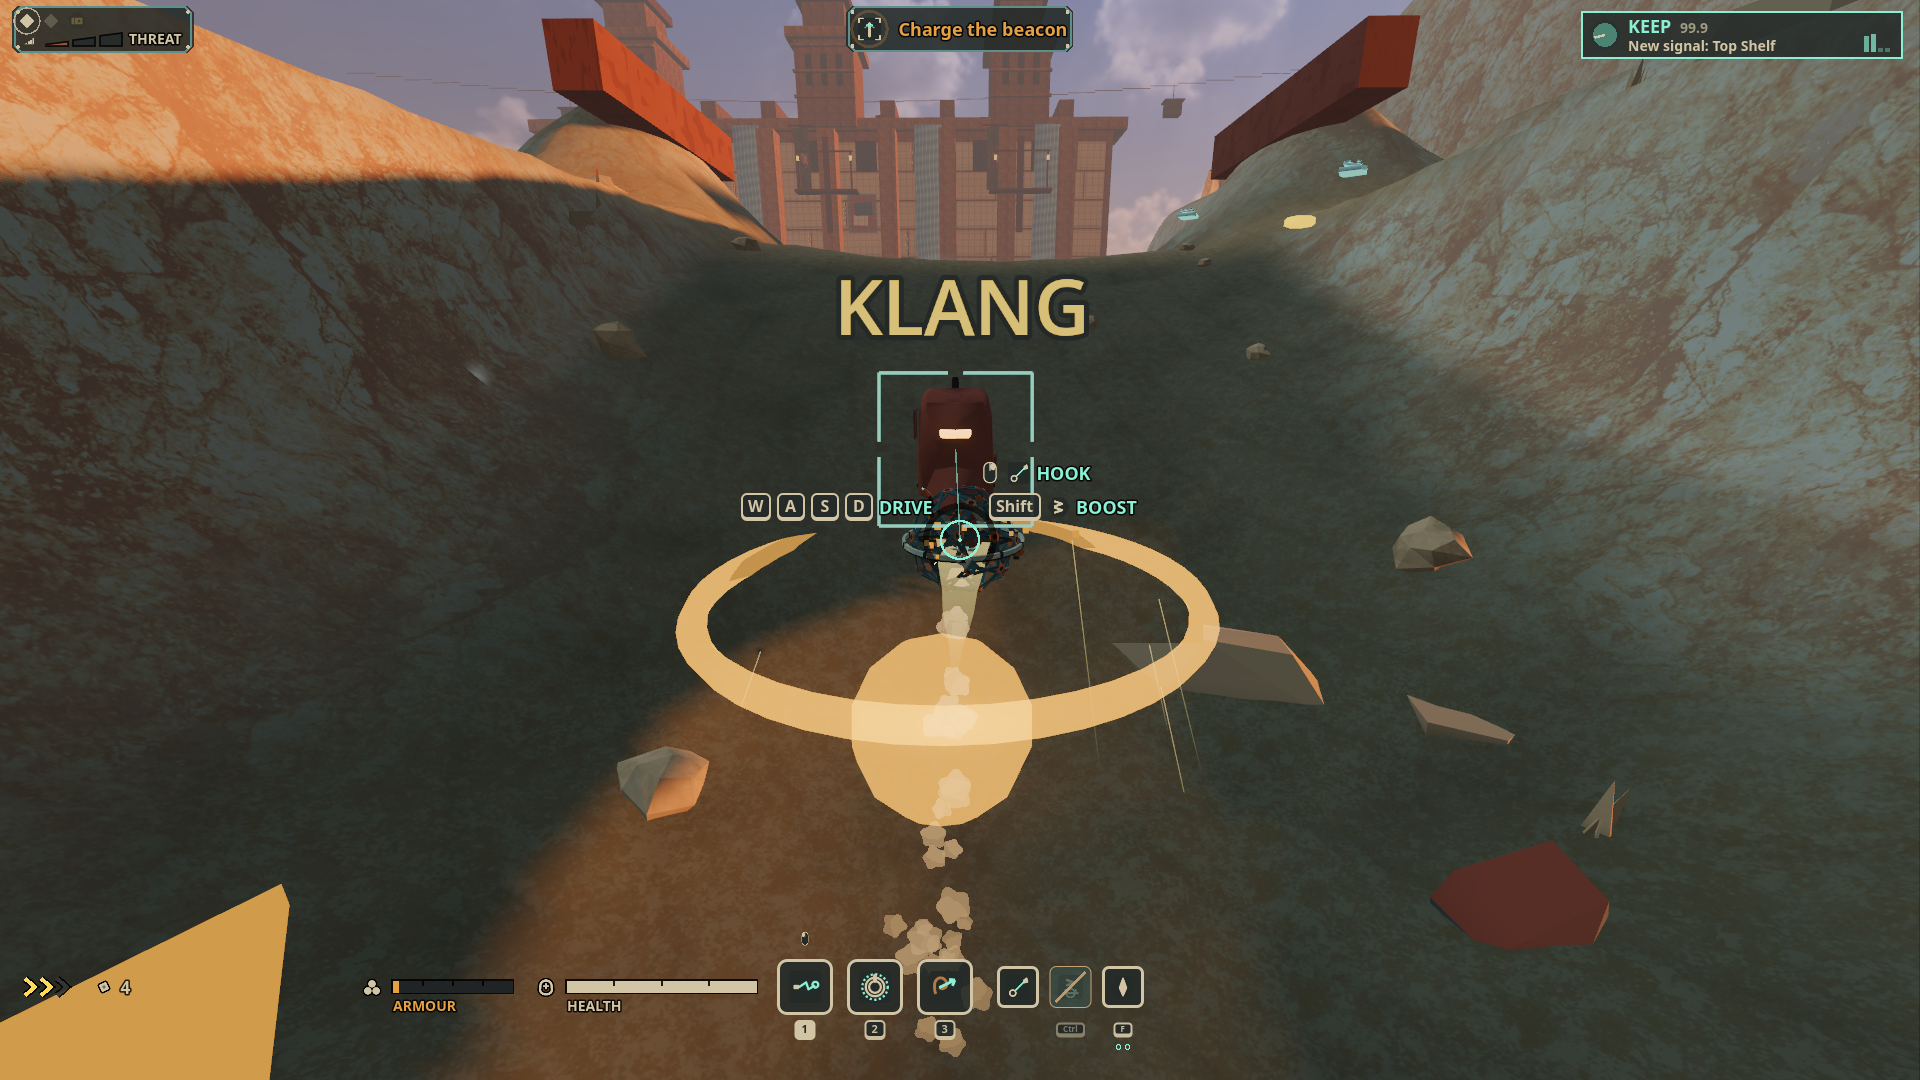 THREAT
Charge the beacon
KEEP 99.9
New signal: Top Shelf
KLANG
HOOK
W A S D DRIVE Shift BOOST
4
ARMOUR
HEALTH
1 2 3 Ctrl F